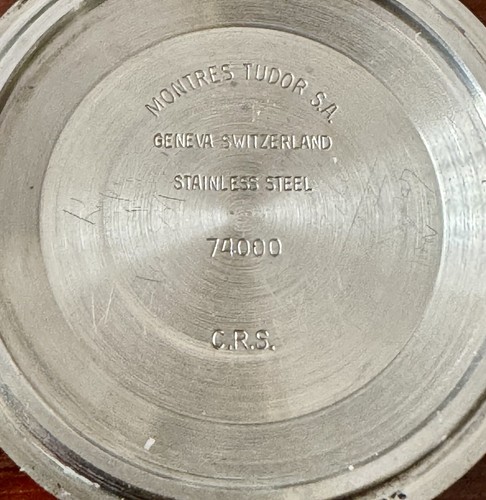 MONTRES TUDOR S.A.
GENEVA SWITZERLAND
STAINLESS STEEL
74000
C.R.S.